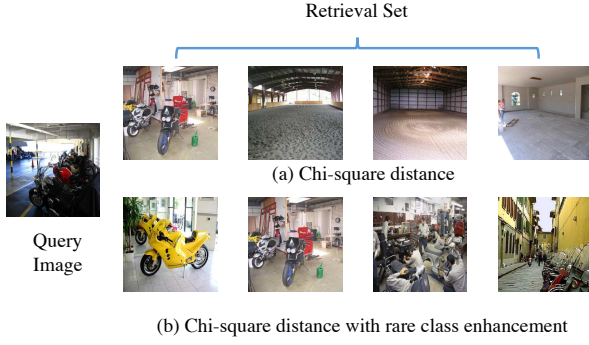 Retrieval Set
(a) Chi-square distance
Query
Image
(b) Chi-square distance with rare class enhancement